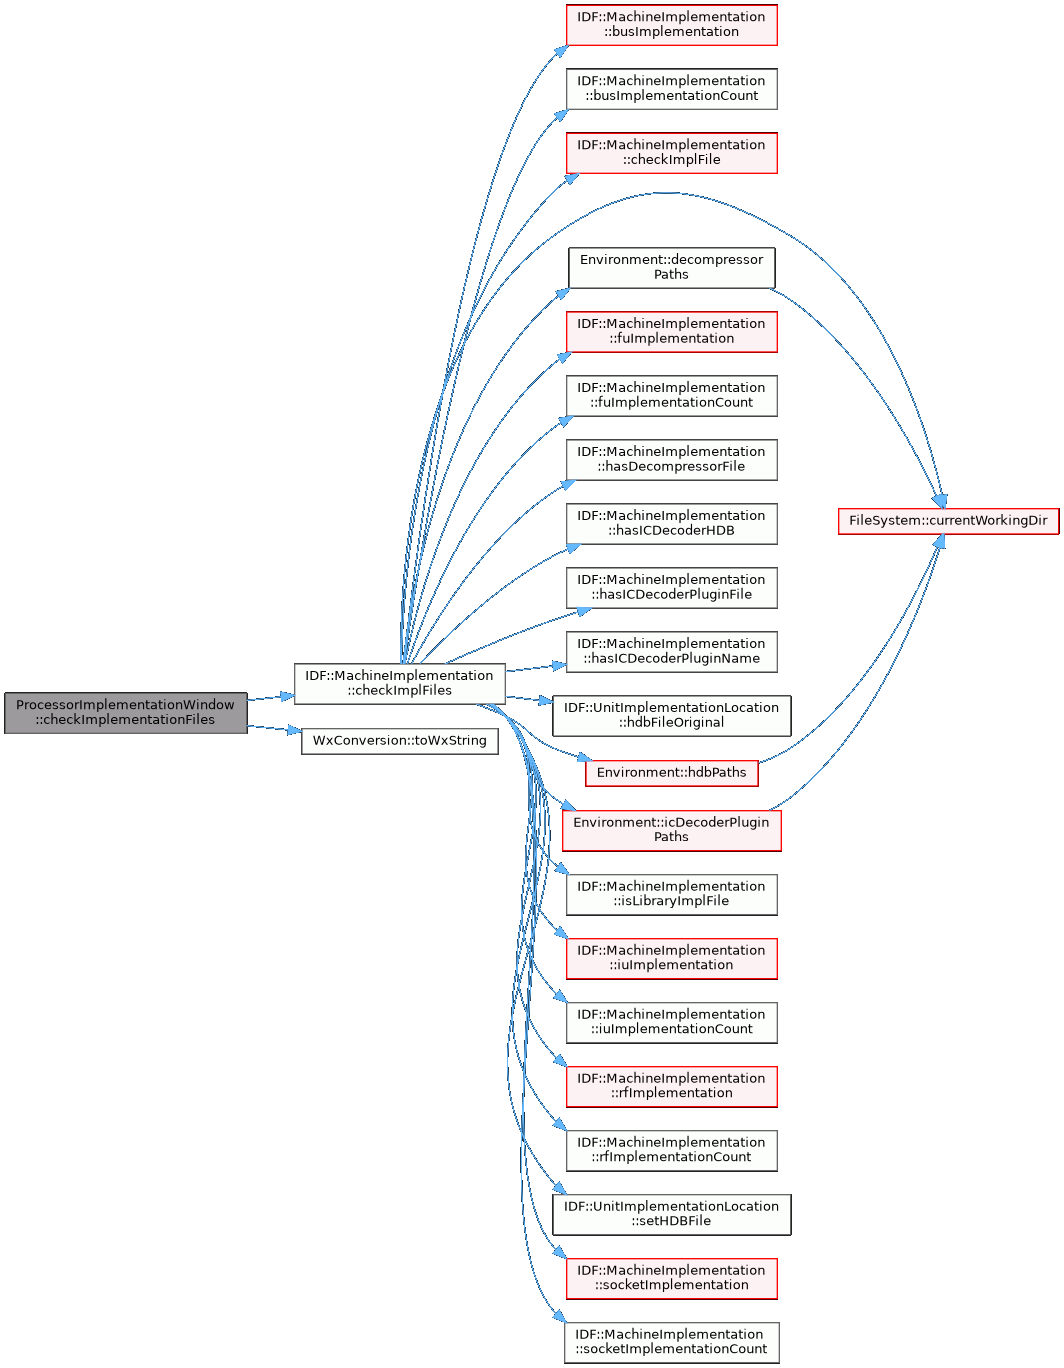 IDF::MachineImplementation
::busImplementation
IDF::MachineImplementation
::busImplementationCount
IDF::MachineImplementation
::checkImplFile
Environment::decompressor
Paths
IDF::MachineImplementation
::fuImplementation
IDF::MachineImplementation
::fuImplementationCount
IDF::MachineImplementation
::hasDecompressorFile
IDF::MachineImplementation
::hasICDecoderHDB
FileSystem::currentWorkingDir
IDF::MachineImplementation
::hasICDecoderPluginFile
IDF::MachineImplementation
::hasICDecoderPluginName
IDF::MachineImplementation
::checkImplFiles
ProcessorImplementationWindow
::checkImplementationFiles
IDF::UnitImplementationLocation
::hdbFileOriginal
WxConversion::toWxString
Environment::hdbPaths
Environment::icDecoderPlugin
Paths
IDF::MachineImplementation
::isLibraryImplFile
IDF::MachineImplementation
::iuImplementation
IDF::MachineImplementation
::iuImplementationCount
IDF::MachineImplementation
::rfImplementation
IDF::MachineImplementation
::rfImplementationCount
IDF::UnitImplementationLocation
::setHDBFile
IDF::MachineImplementation
::socketImplementation
IDF::MachineImplementation
::socketImplementationCount